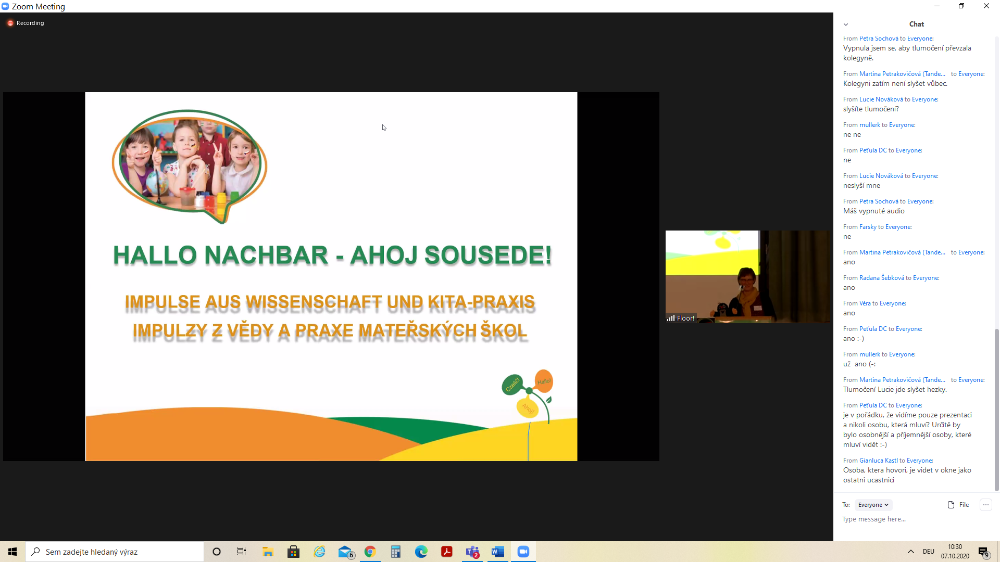 Zoom Meeting
Recording
HALLO NACHBAR - AHOJ SOUSEDE!
IMPULSE AUS WISSENSCHAFT UND KITA-PRAXIS
IMPULZY Z VĚDY A PRAXE MATEŘSKÝCH ŠKOL
Cześć!
Hallo!
Ahoj!
Floor!
Chat
From Petra Sochová to Everyone:
Vypnula jsem se, aby tlumočení převzala
kolegyně.
From Martina Petrakovičová (Tande... to Everyone:
Kolegyni zatím není slyšet vůbec.
From Lucie Nováková to Everyone:
slyšíte tlumočení?
From mullerk to Everyone:
ne ne
From Peťula DC to Everyone:
ne
From Lucie Nováková to Everyone:
neslyší mne
From Petra Sochová to Everyone:
Máš vypnuté audio
From Farsky to Everyone:
ne
From Martina Petrakovičová (Tande... to Everyone:
ano
From Radana Šebková to Everyone:
ano
From Věra to Everyone:
ano
From Peťula DC to Everyone:
ano :-)
From mullerk to Everyone:
už ano (-:
From Martina Petrakovičová (Tande... to Everyone:
Tlumočení Lucie jde slyšet hezky.
From Peťula DC to Everyone:
je v pořádku, že vidíme pouze prezentaci
a nikoli osobu, která mluví? Určitě by
bylo osobnější a příjemnější osoby, které
mluví vidět :-)
From Gianluca Kastl to Everyone:
Osoba, ktera hovori, je videt v okne jako
ostatni ucastnici
To: Everyone File ...
Type message here...
Sem zadejte hledaný výraz
6
2
DEU
10:30
07.10.2020
9